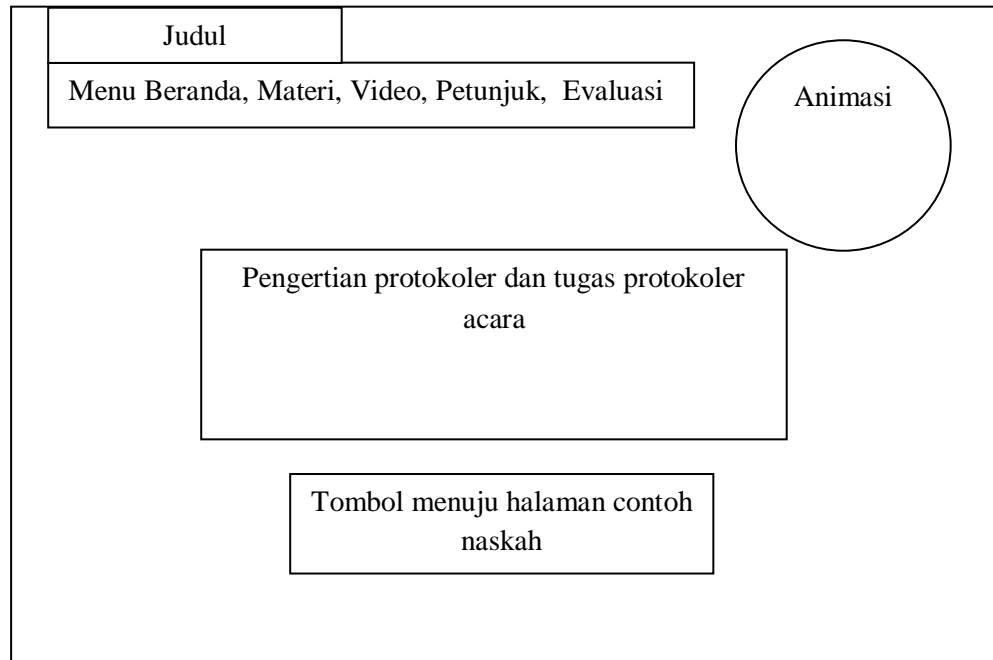 Judul
Menu Beranda, Materi, Video, Petunjuk, Evaluasi
Animasi
Pengertian protokoler dan tugas protokoler
acara
Tombol menuju halaman contoh
naskah